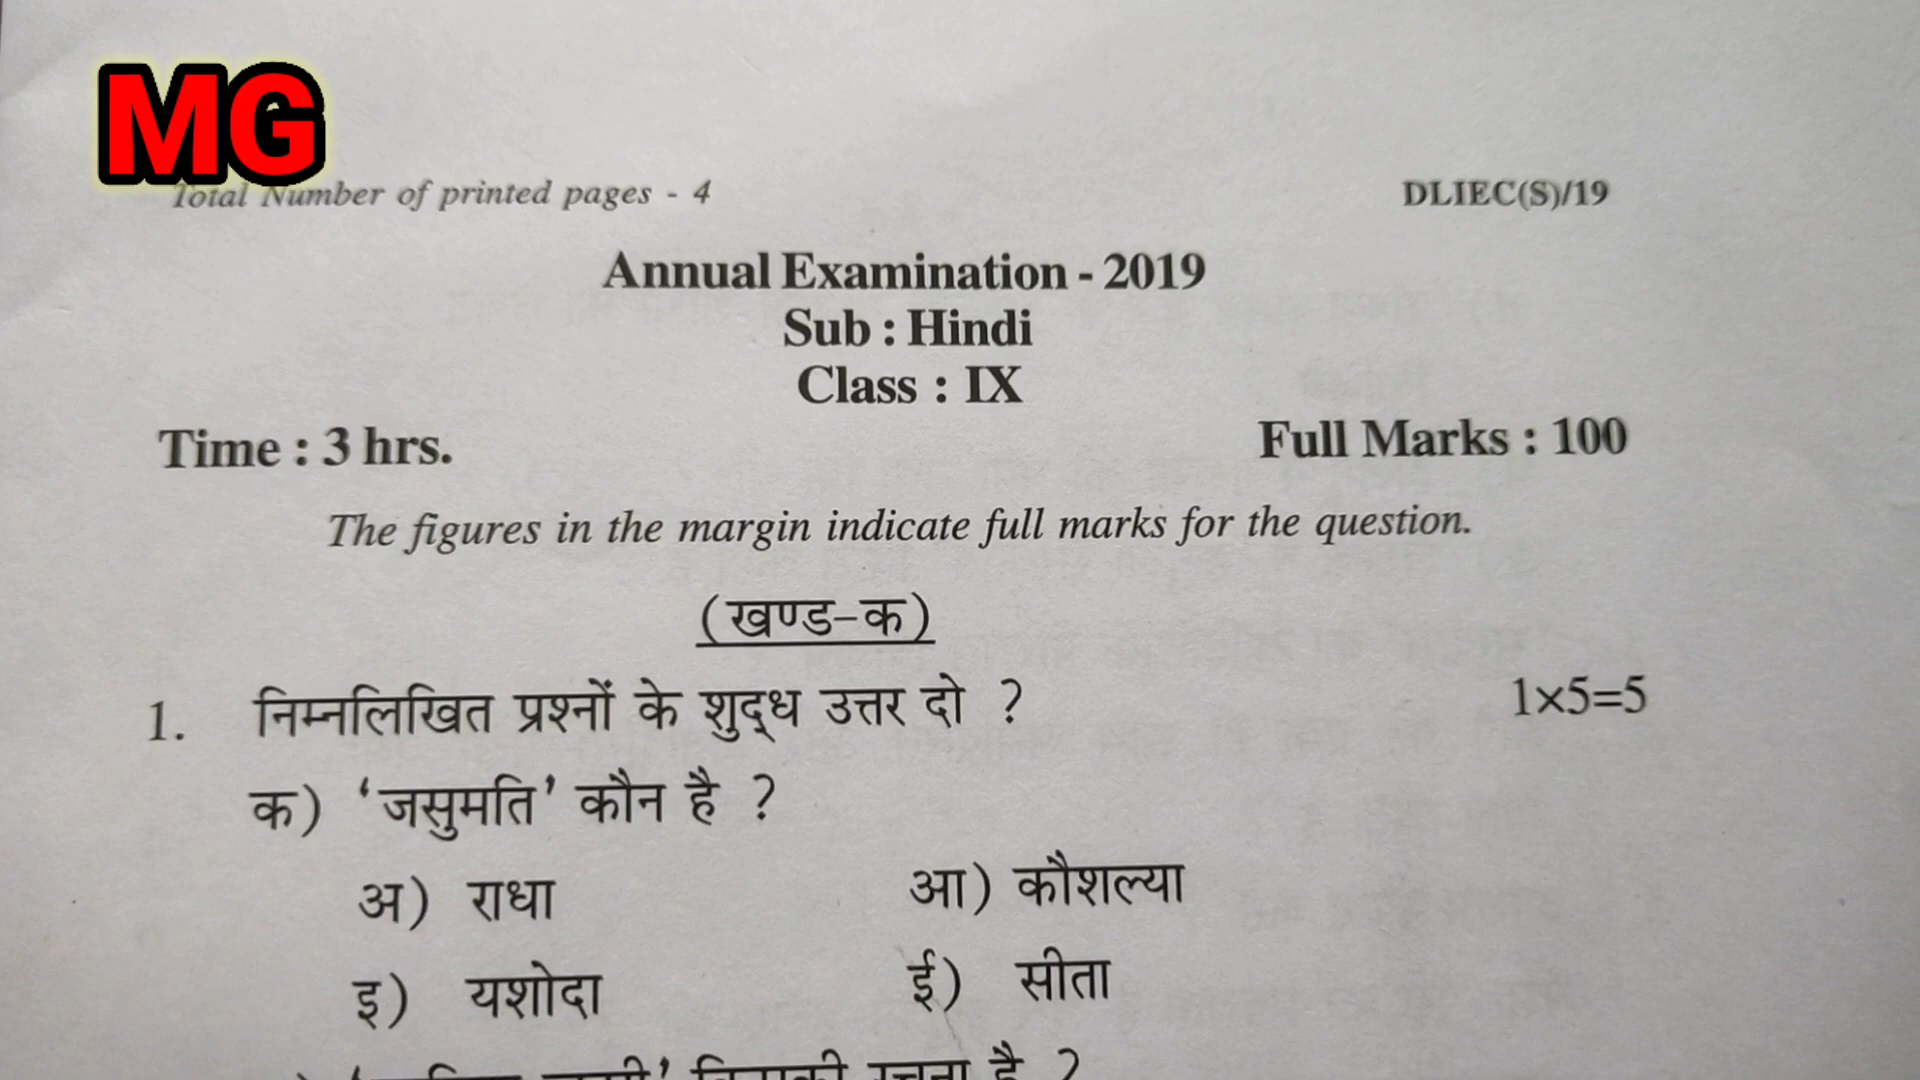 MG
Total Number of printed pages - 4 DLIEC(S)/19
Annual Examination - 2019
Sub : Hindi
Class : IX
Time : 3 hrs. Full Marks : 100
The figures in the margin indicate full marks for the question.
(खण्ड-क)
1. निम्नलिखित प्रश्नों के शुद्ध उत्तर दो ? 1×5=5
क) ‘जसुमति’ कौन है ?
अ) राधा आ) कौशल्या
इ) यशोदा ई) सीता
किसकी रचना है ?